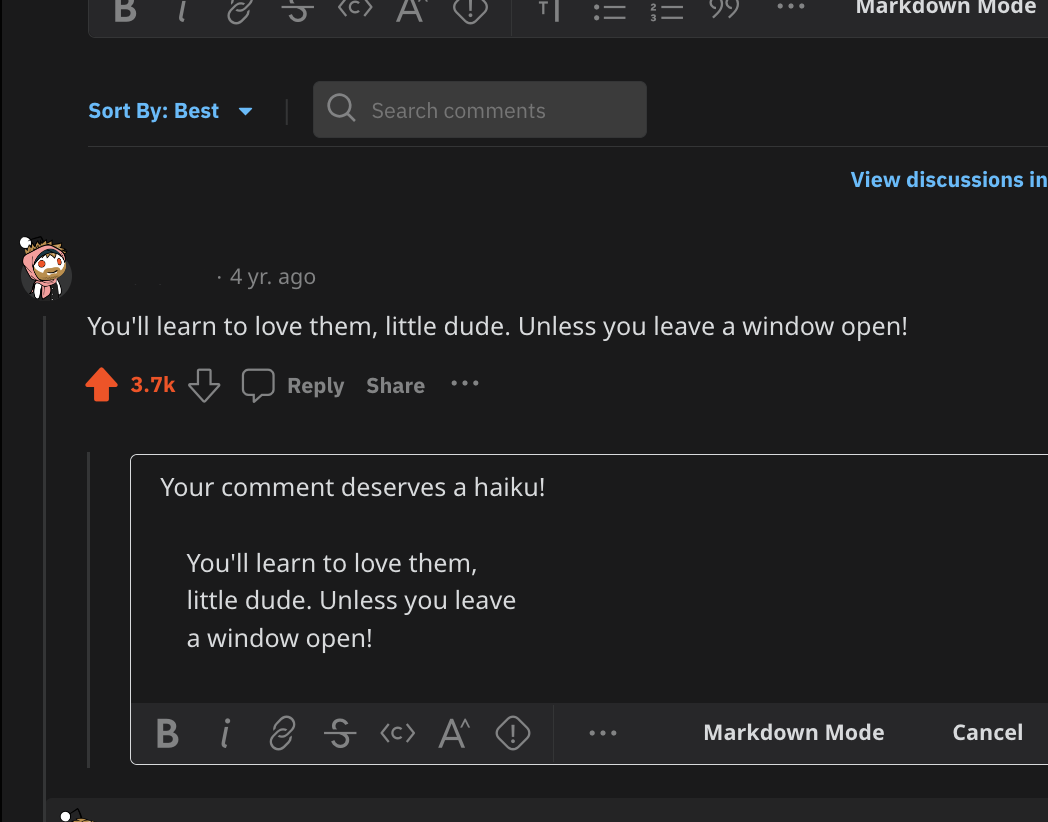 Markdown Mode
Sort By: Best
Search comments
View discussions in
· 4 yr. ago
You'll learn to love them, little dude. Unless you leave a window open!
3.7k Reply Share ...
Your comment deserves a haiku!
You'll learn to love them,
little dude. Unless you leave
a window open!
B i S <c> A^ ! ... Markdown Mode Cancel